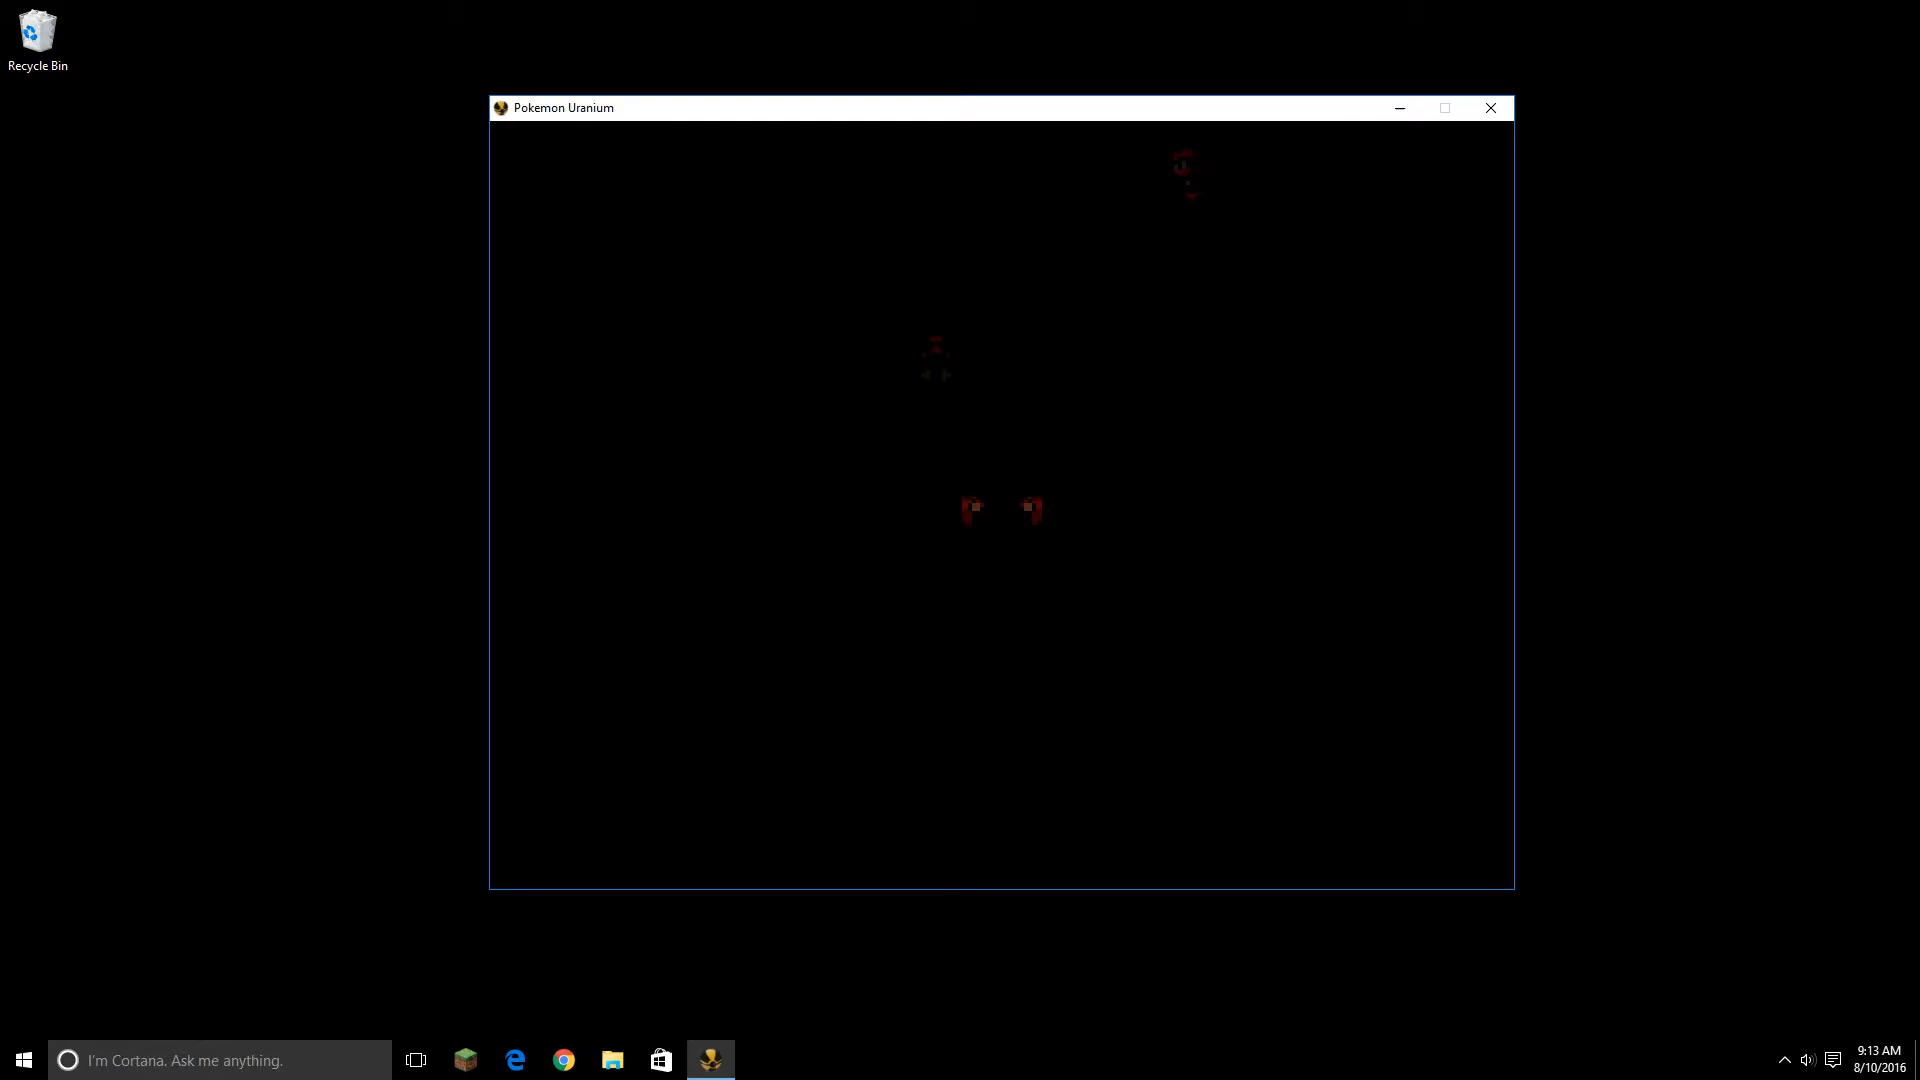 Recycle Bin
Pokemon Uranium
I'm Cortana. Ask me anything.
9:13 AM
8/10/2016